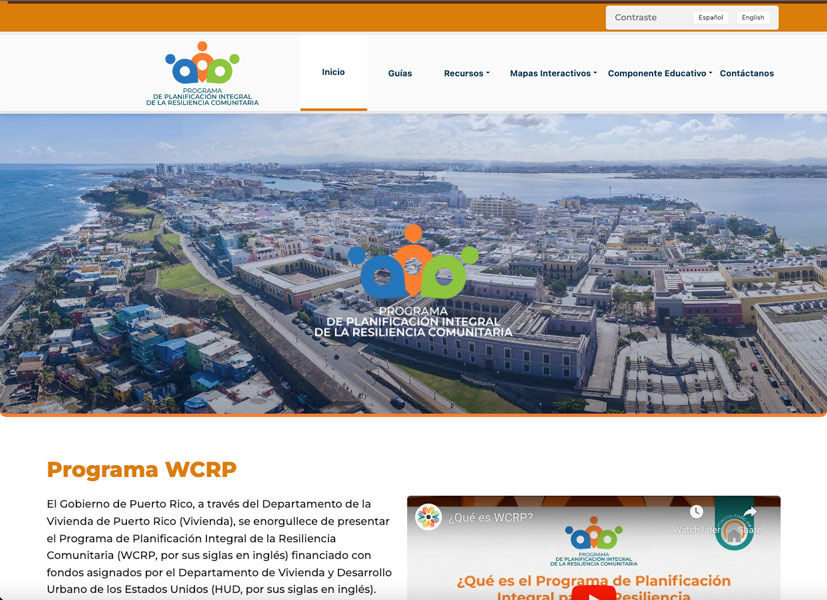 Contraste
Español
English
PROGRAMA
DE PLANIFICACIÓN INTEGRAL
DE LA RESILIENCIA COMUNITARIA
Inicio
Guías
Recursos
Mapas Interactivos
Componente Educativo
Contáctanos
PROGRAMA
DE PLANIFICACIÓN INTEGRAL
DE LA RESILIENCIA COMUNITARIA
Programa WCRP
El Gobierno de Puerto Rico, a través del Departamento de la
Vivienda de Puerto Rico (Vivienda), se enorgullece de presentar
el Programa de Planificación Integral de la Resiliencia
Comunitaria (WCRP, por sus siglas en inglés) financiado con
fondos asignados por el Departamento de Vivienda y Desarrollo
Urbano de los Estados Unidos (HUD, por sus siglas en inglés).
¿Qué es WCRP?
Watch later
Share
PROGRAMA
DE PLANIFICACIÓN INTEGRAL
DE LA RESILIENCIA COMUNITARIA
¿Qué es el Programa de Planificación
Resiliencia